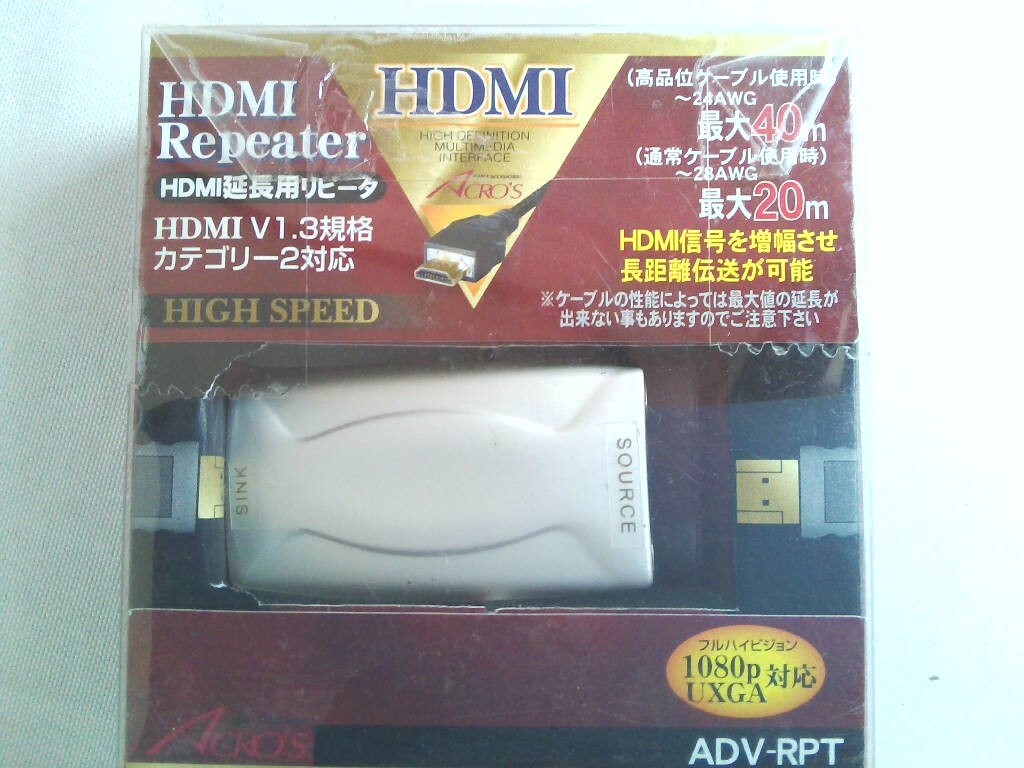 HDMI
Repeater
HDMI延長用リピータ
HDMI V1.3規格
カテゴリー2対応
HIGH SPEED
HDMI
HIGH DEFINITION
MULTIMEDIA
INTERFACE
ACRO'S
(高品位ケーブル使用時)
～24AWG
最大40m
(通常ケーブル使用時)
～28AWG
最大20m
HDMI信号を増幅させ
長距離伝送が可能
※ケーブルの性能によっては最大値の延長が
出来ない事もありますのでご注意下さい
SINK
SOURCE
フルハイビジョン
1080p
UXGA
対応
ACRO'S
ADV-RPT